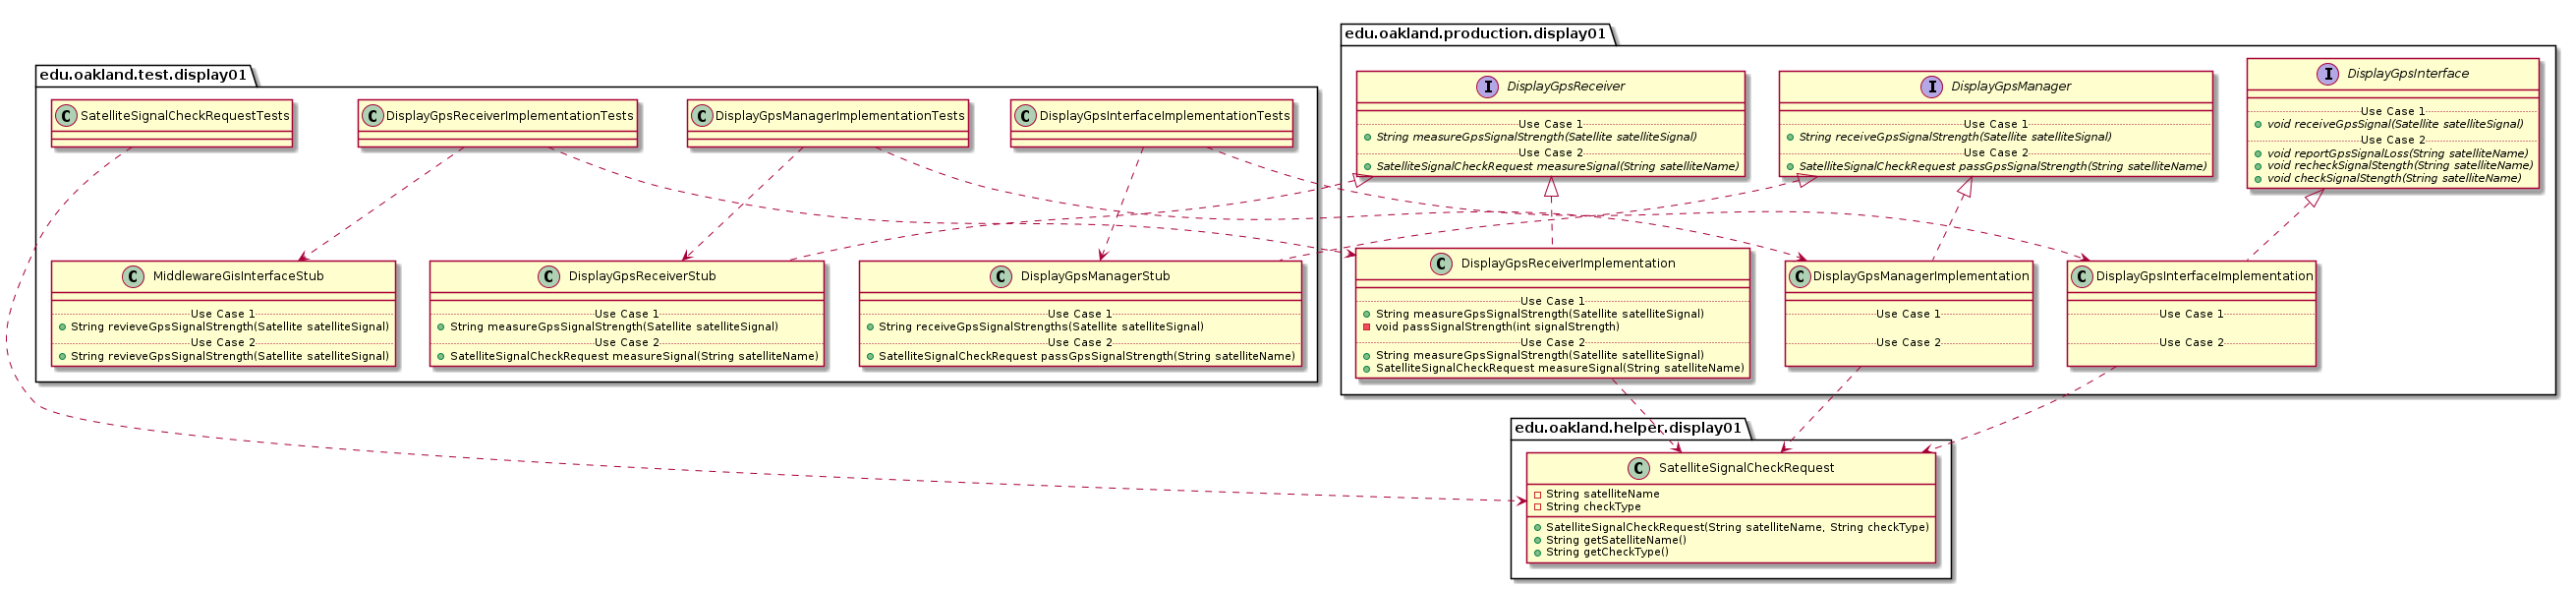 edu.oakland.test.display01
C SatelliteSignalCheckRequestTests
C DisplayGpsReceiverImplementationTests
C DisplayGpsManagerImplementationTests
C DisplayGpsInterfaceImplementationTests
C MiddlewareGisInterfaceStub
Use Case 1
String revieveGpsSignalStrength(Satellite satelliteSignal)
Use Case 2
String revieveGpsSignalStrength(Satellite satelliteSignal)
C DisplayGpsReceiverStub
Use Case 1
String measureGpsSignalStrength(Satellite satelliteSignal)
Use Case 2
SatelliteSignalCheckRequest measureSignal(String satelliteName)
C DisplayGpsManagerStub
Use Case 1
String receiveGpsSignalStrengths(Satellite satelliteSignal)
Use Case 2
SatelliteSignalCheckRequest passGpsSignalStrength(String satelliteName)
edu.oakland.production.display01
I DisplayGpsReceiver
Use Case 1
String measureGpsSignalStrength(Satellite satelliteSignal)
Use Case 2
SatelliteSignalCheckRequest measureSignal(String satelliteName)
I DisplayGpsManager
Use Case 1
String receiveGpsSignalStrength(Satellite satelliteSignal)
Use Case 2
SatelliteSignalCheckRequest passGpsSignalStrength(String satelliteName)
I DisplayGpsInterface
Use Case 1
void receiveGpsSignal(Satellite satelliteSignal)
Use Case 2
void reportGpsSignalLoss(String satelliteName)
void recheckSignalStength(String satelliteName)
void checkSignalStength(String satelliteName)
C DisplayGpsReceiverImplementation
Use Case 1
String measureGpsSignalStrength(Satellite satelliteSignal)
void passSignalStrength(int signalStrength)
Use Case 2
String measureGpsSignalStrength(Satellite satelliteSignal)
SatelliteSignalCheckRequest measureSignal(String satelliteName)
C DisplayGpsManagerImplementation
Use Case 1
Use Case 2
C DisplayGpsInterfaceImplementation
Use Case 1
Use Case 2
edu.oakland.helper.display01
C SatelliteSignalCheckRequest
String satelliteName
String checkType
SatelliteSignalCheckRequest(String satelliteName, String checkType)
String getSatelliteName()
String getCheckType()